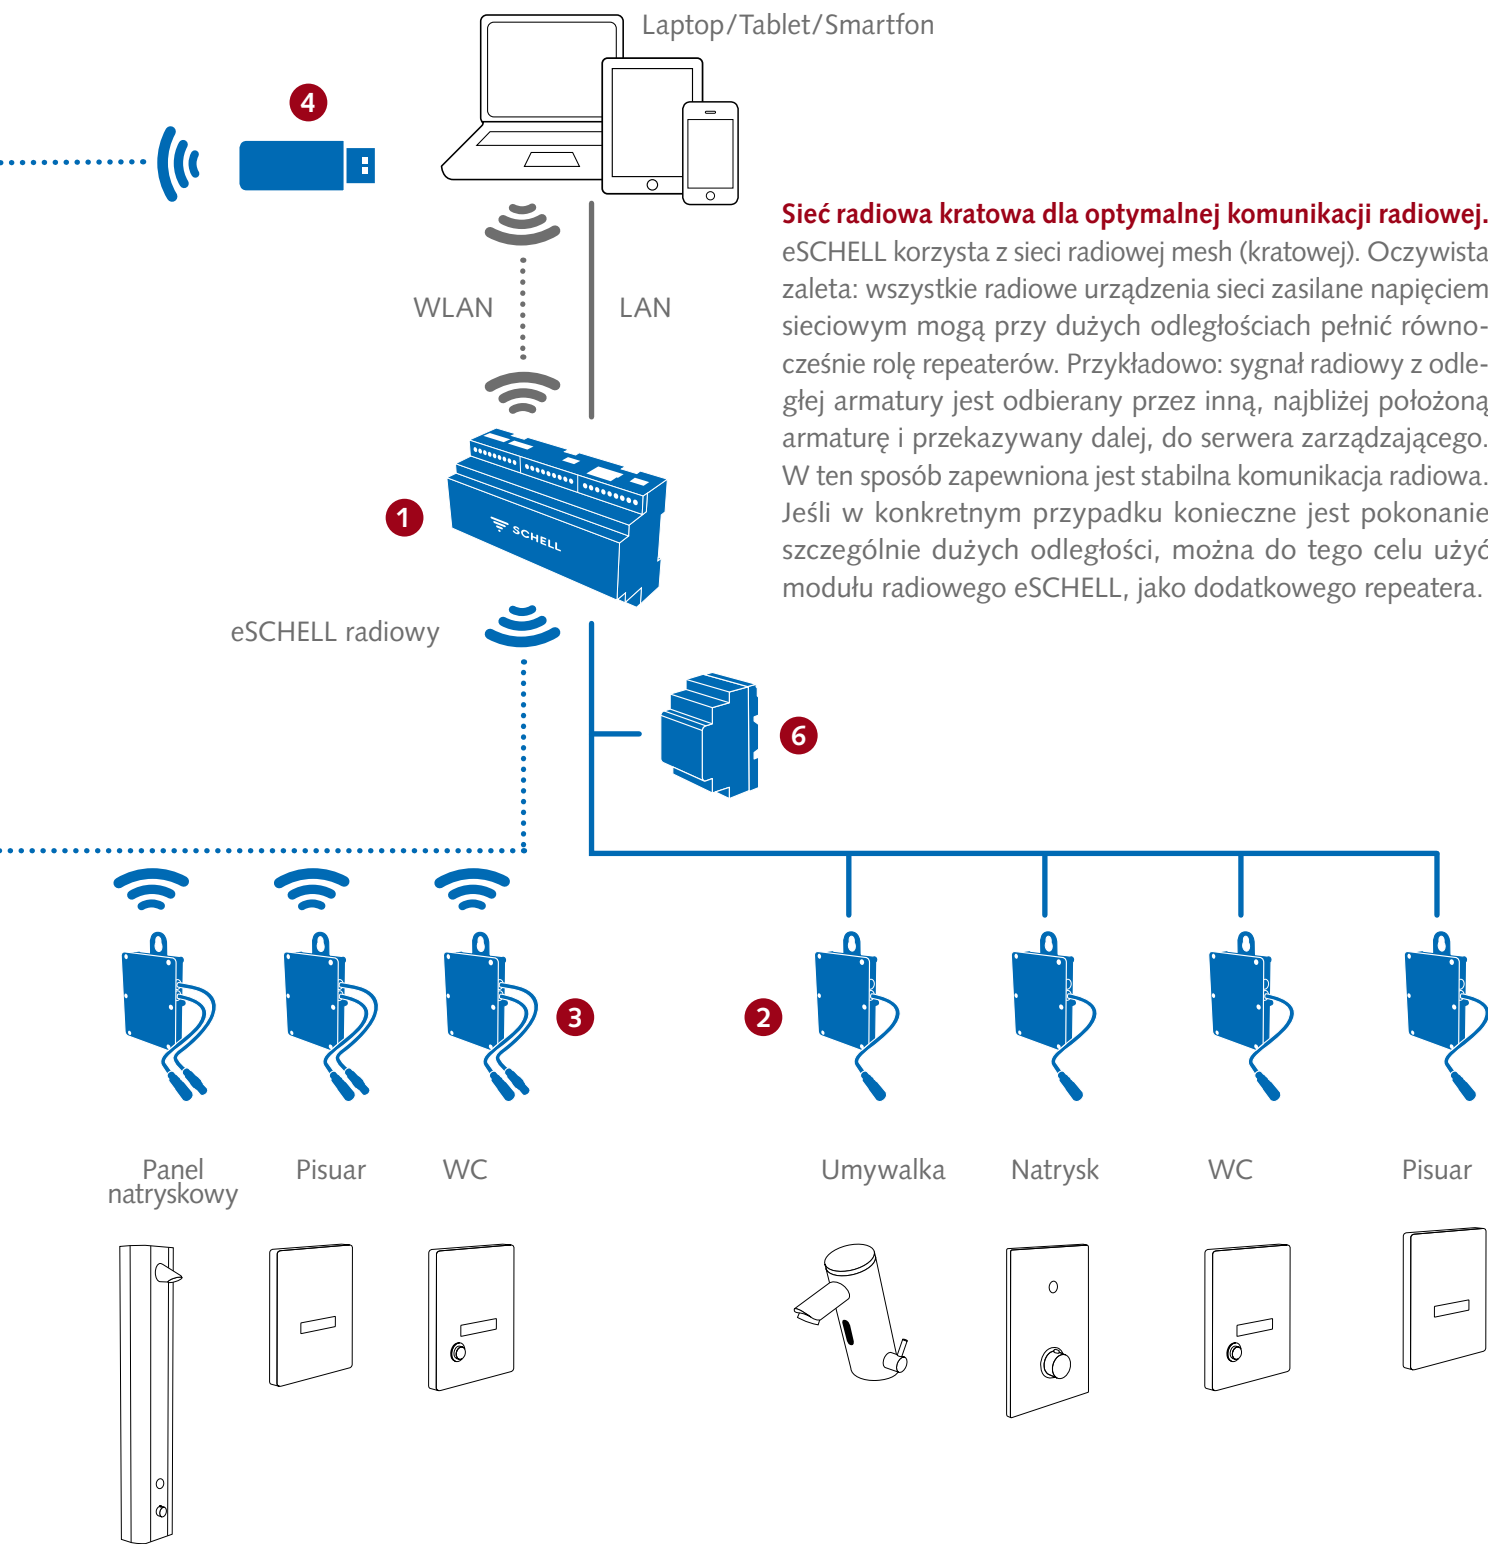 Laptop/Tablet/Smartfon
4
WLAN
LAN
Sieć radiowa kratowa dla optymalnej komunikacji radiowej.
eSCHELL korzysta z sieci radiowej mesh (kratowej). Oczywista
zaleta: wszystkie radiowe urządzenia sieci zasilane napięciem
sieciowym mogą przy dużych odległościach pełnić równo-
cześnie rolę repeaterów. Przykładowo: sygnał radiowy z odle-
głej armatury jest odbierany przez inną, najbliżej położoną
armaturę i przekazywany dalej, do serwera zarządzającego.
W ten sposób zapewniona jest stabilna komunikacja radiowa.
Jeśli w konkretnym przypadku konieczne jest pokonanie
szczególnie dużych odległości, można do tego celu użyć
modułu radiowego eSCHELL, jako dodatkowego repeatera.
1
SCHELL
eSCHELL radiowy
6
3
2
Panel
natryskowy
Pisuar
WC
Umywalka
Natrysk
WC
Pisuar